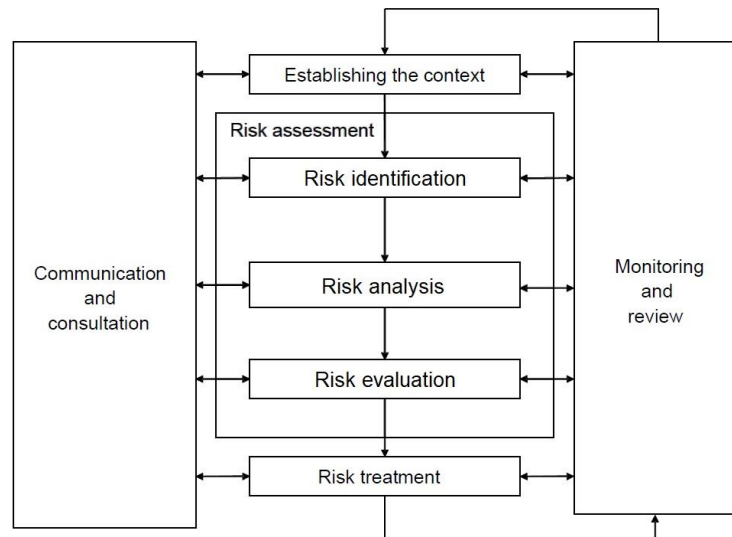 Establishing the context
Risk assessment
Risk identification
Communication
and
consultation
Risk analysis
Monitoring
and
review
Risk evaluation
Risk treatment